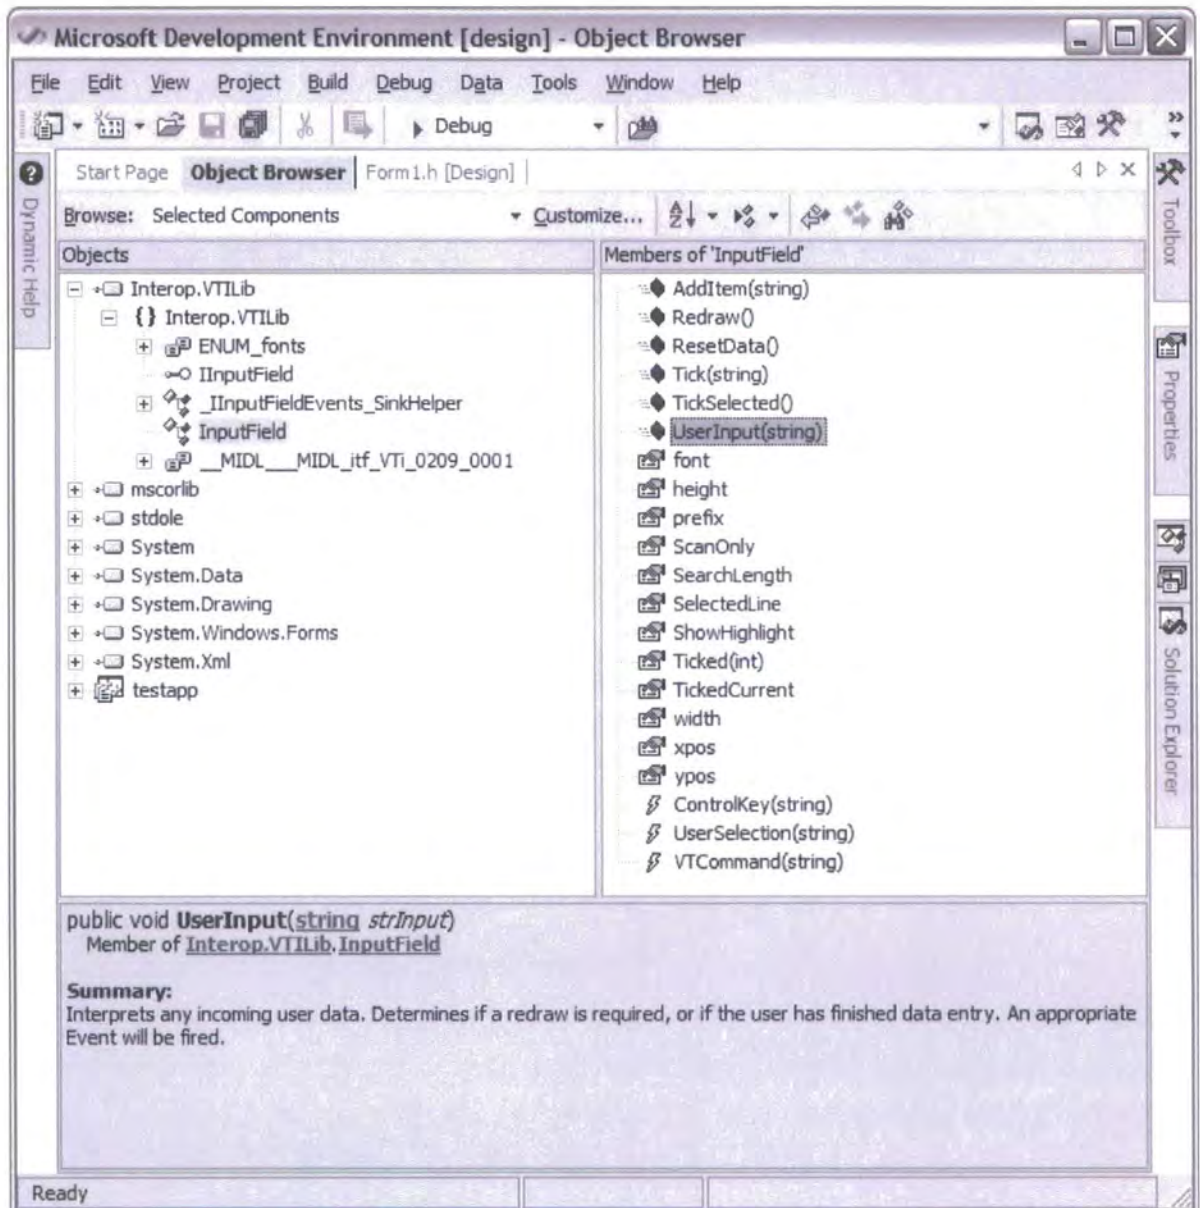 Microsoft Development Environment [design] - Object Browser
File Edit View Project Build Debug Data Tools Window Help
Debug
Start Page Object Browser Form1.h [Design]
Browse: Selected Components Customize...
Objects
Interop.VTILib
{} Interop.VTILib
ENUM_fonts
IInputField
_IInputFieldEvents_SinkHelper
InputField
__MIDL___MIDL_itf_VTi_0209_0001
mscorlib
stdole
System
System.Data
System.Drawing
System.Windows.Forms
System.Xml
testapp
Members of 'InputField'
AddItem(string)
Redraw()
ResetData()
Tick(string)
TickSelected()
UserInput(string)
font
height
prefix
ScanOnly
SearchLength
SelectedLine
ShowHighlight
Ticked(int)
TickedCurrent
width
xpos
ypos
ControlKey(string)
UserSelection(string)
VTCommand(string)
public void UserInput(string strInput)
Member of Interop.VTILib.InputField
Summary:
Interprets any incoming user data. Determines if a redraw is required, or if the user has finished data entry. An appropriate
Event will be fired.
Ready
Dynamic Help
Toolbox
Properties
Solution Explorer